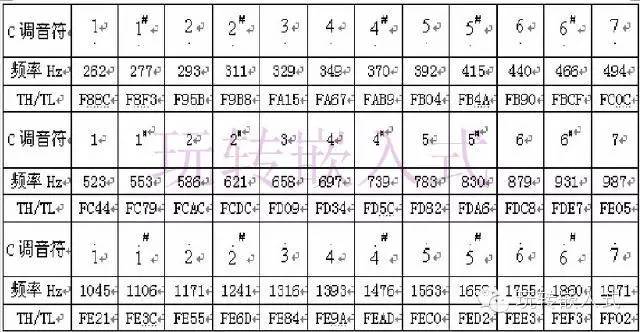 C 调音符 1 1# 2 2# 3 4 4# 5 5# 6 6# 7
频率 Hz 262 277 293 311 329 349 370 392 415 440 466 494
TH/TL F88C F8F3 F95B F9B8 FA15 FA67 FAB9 FB04 FB4A FB90 FBCF FC0C
C 调音符 1 1# 2 2# 3 4 4# 5 5# 6 6# 7
频率 Hz 523 553 586 621 658 697 739 783 830 879 931 987
TH/TL FC44 FC79 FCAC FCDC FD09 FD34 FD5C FD82 FDA6 FDC8 FDE7 FE05
C 调音符 1 1# 2 2# 3 4 4# 5 5# 6 6# 7
频率 Hz 1045 1106 1171 1241 1316 1393 1476 1563 1755 1860 1971
TH/TL FE21 FE3C FE55 FE6D FE84 FE9A FEAD FEC0 FED2 FEE3 FEF3 FF02
玩转嵌入式
玩转嵌入式